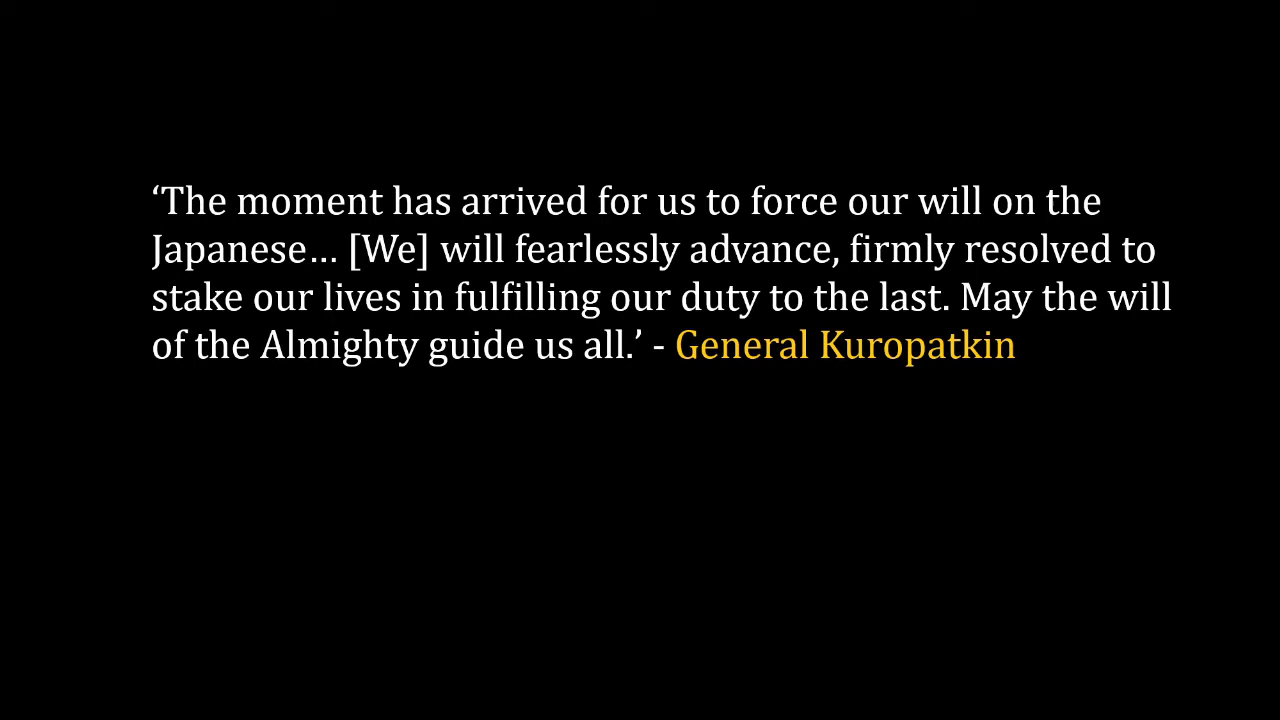 ‘The moment has arrived for us to force our will on the
Japanese… [We] will fearlessly advance, firmly resolved to
stake our lives in fulfilling our duty to the last. May the will
of the Almighty guide us all.’ - General Kuropatkin